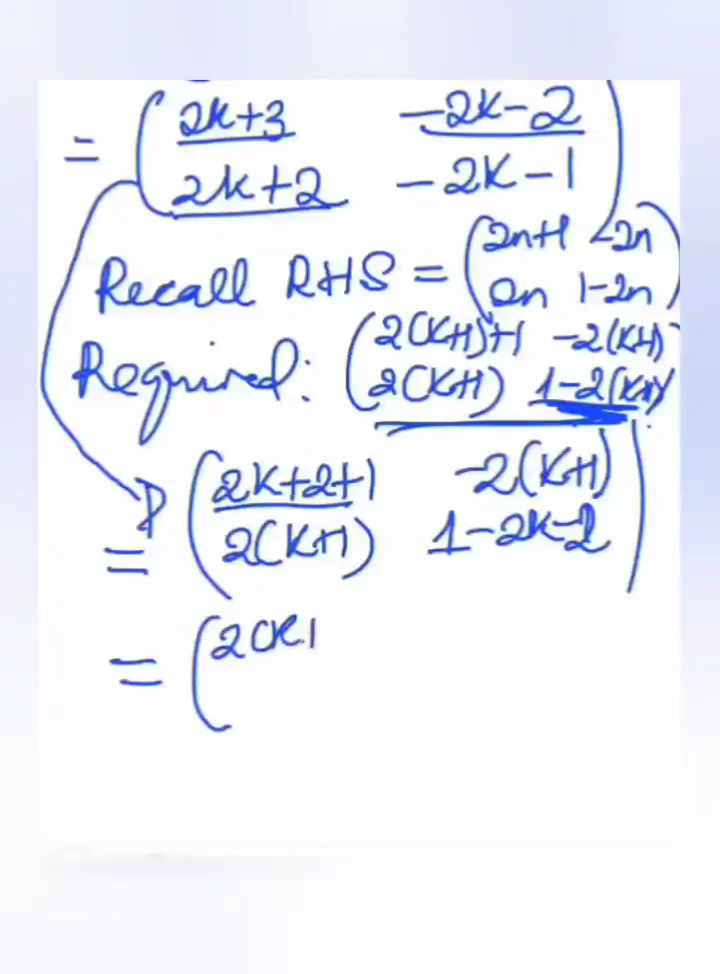 = ( 2k+3 -2k-2
2k+2 -2k-1 )
Recall RHS = ( 2n+1 -2n
2n 1-2n )
Required: ( 2(k+1)+1 -2(k+1)
2(k+1) 1-2(k+1)
= ( 2k+2+1 -2(k+1)
2(k+1) 1-2k-2 )
= ( 2(k